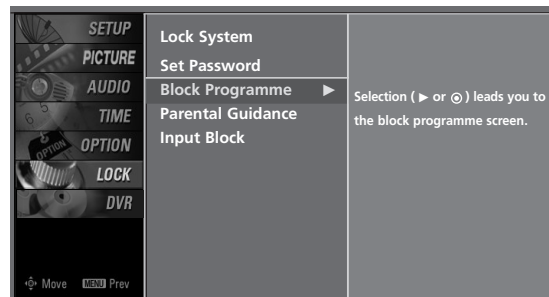 SETUP
PICTURE
AUDIO
TIME
OPTION
LOCK
DVR
Move MENU Prev
Lock System
Set Password
Block Programme ►
Parental Guidance
Input Block
Selection ( ► or ◉ ) leads you to
the block programme screen.